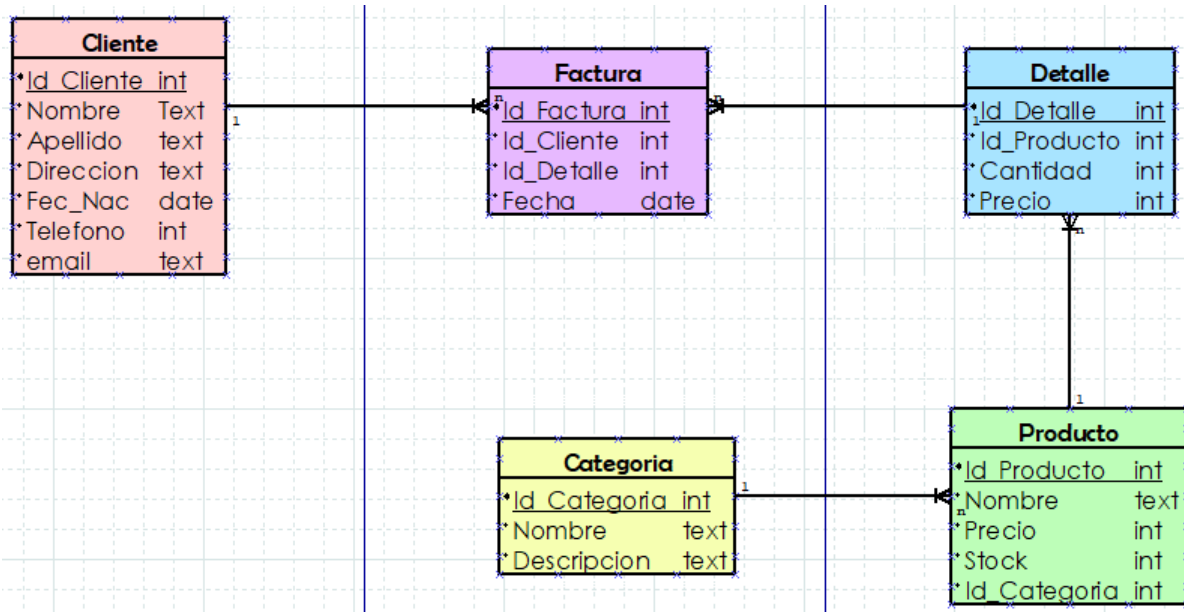 Cliente
Id_Cliente int
Nombre Text
Apellido text
Direccion text
Fec_Nac date
Telefono int
email text
1
n
Factura
Id_Factura int
Id_Cliente int
Id_Detalle int
Fecha date
n
1
Detalle
Id_Detalle int
Id_Producto int
Cantidad int
Precio int
n
1
Categoria
Id_Categoria int
Nombre text
Descripcion text
1
n
Producto
Id_Producto int
Nombre text
Precio int
Stock int
Id_Categoria int